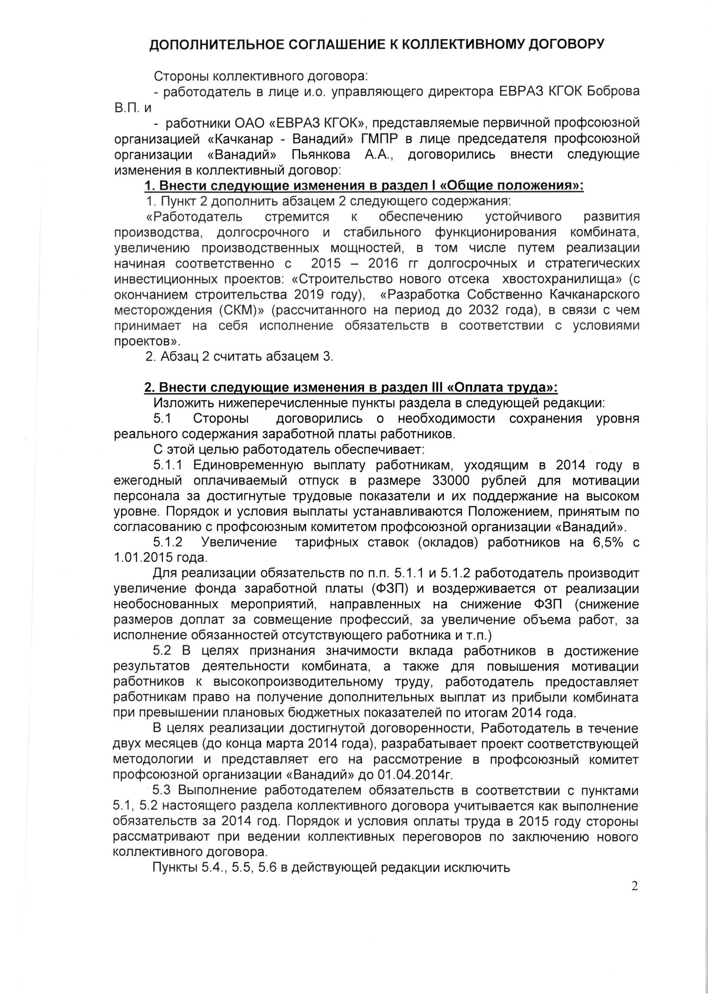 ДОПОЛНИТЕЛЬНОЕ СОГЛАШЕНИЕ К КОЛЛЕКТИВНОМУ ДОГОВОРУ
Стороны коллективного договора:
- работодатель в лице и.о. управляющего директора ЕВРАЗ КГОК Боброва
В.П. и
- работники ОАО «ЕВРАЗ КГОК», представляемые первичной профсоюзной
организацией «Качканар - Ванадий» ГМПР в лице председателя профсоюзной
организации «Ванадий» Пьянкова А.А., договорились внести следующие
изменения в коллективный договор:
1. Внести следующие изменения в раздел I «Общие положения»:
1. Пункт 2 дополнить абзацем 2 следующего содержания:
«Работодатель стремится к обеспечению устойчивого развития
производства, долгосрочного и стабильного функционирования комбината,
увеличению производственных мощностей, в том числе путем реализации
начиная соответственно с 2015 – 2016 гг долгосрочных и стратегических
инвестиционных проектов: «Строительство нового отсека хвостохранилища» (с
окончанием строительства 2019 году), «Разработка Собственно Качканарского
месторождения (СКМ)» (рассчитанного на период до 2032 года), в связи с чем
принимает на себя исполнение обязательств в соответствии с условиями
проектов».
2. Абзац 2 считать абзацем 3.
2. Внести следующие изменения в раздел III «Оплата труда»:
Изложить нижеперечисленные пункты раздела в следующей редакции:
5.1 Стороны договорились о необходимости сохранения уровня
реального содержания заработной платы работников.
С этой целью работодатель обеспечивает:
5.1.1 Единовременную выплату работникам, уходящим в 2014 году в
ежегодный оплачиваемый отпуск в размере 33000 рублей для мотивации
персонала за достигнутые трудовые показатели и их поддержание на высоком
уровне. Порядок и условия выплаты устанавливаются Положением, принятым по
согласованию с профсоюзным комитетом профсоюзной организации «Ванадий».
5.1.2 Увеличение тарифных ставок (окладов) работников на 6,5% с
1.01.2015 года.
Для реализации обязательств по п.п. 5.1.1 и 5.1.2 работодатель производит
увеличение фонда заработной платы (ФЗП) и воздерживается от реализации
необоснованных мероприятий, направленных на снижение ФЗП (снижение
размеров доплат за совмещение профессий, за увеличение объема работ, за
исполнение обязанностей отсутствующего работника и т.п.)
5.2 В целях признания значимости вклада работников в достижение
результатов деятельности комбината, а также для повышения мотивации
работников к высокопроизводительному труду, работодатель предоставляет
работникам право на получение дополнительных выплат из прибыли комбината
при превышении плановых бюджетных показателей по итогам 2014 года.
В целях реализации достигнутой договоренности, Работодатель в течение
двух месяцев (до конца марта 2014 года), разрабатывает проект соответствующей
методологии и представляет его на рассмотрение в профсоюзный комитет
профсоюзной организации «Ванадий» до 01.04.2014г.
5.3 Выполнение работодателем обязательств в соответствии с пунктами
5.1, 5.2 настоящего раздела коллективного договора учитывается как выполнение
обязательств за 2014 год. Порядок и условия оплаты труда в 2015 году стороны
рассматривают при ведении коллективных переговоров по заключению нового
коллективного договора.
Пункты 5.4., 5.5, 5.6 в действующей редакции исключить
2